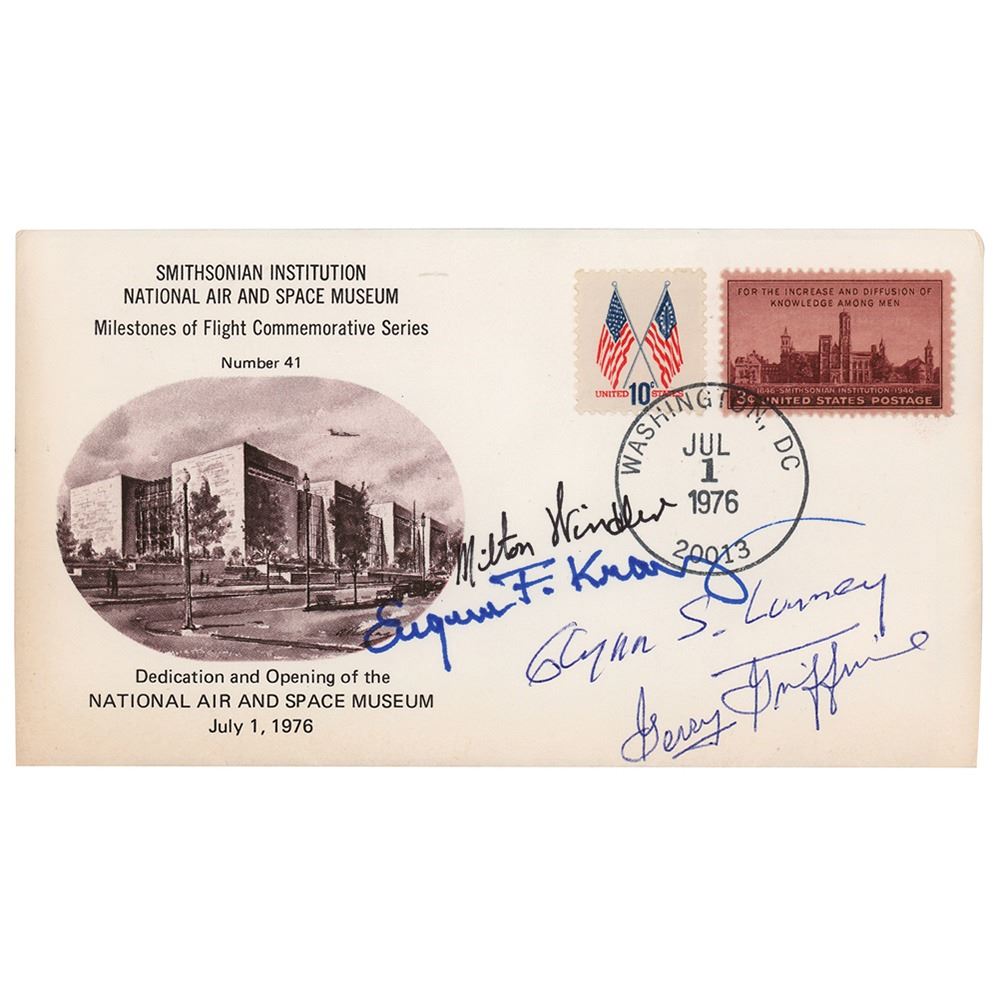 SMITHSONIAN INSTITUTION
NATIONAL AIR AND SPACE MUSEUM
Milestones of Flight Commemorative Series
Number 41
Dedication and Opening of the
NATIONAL AIR AND SPACE MUSEUM
July 1, 1976
UNITED 10c STATES
FOR THE INCREASE AND DIFFUSION OF
KNOWLEDGE AMONG MEN
1846-SMITHSONIAN INSTITUTION-1946
3¢ UNITED STATES POSTAGE
WASHINGTON, DC
JUL
1
1976
20013
Milton Windler
Eugene F. Kranz
Glynn S. Lunney
Gerry Griffin